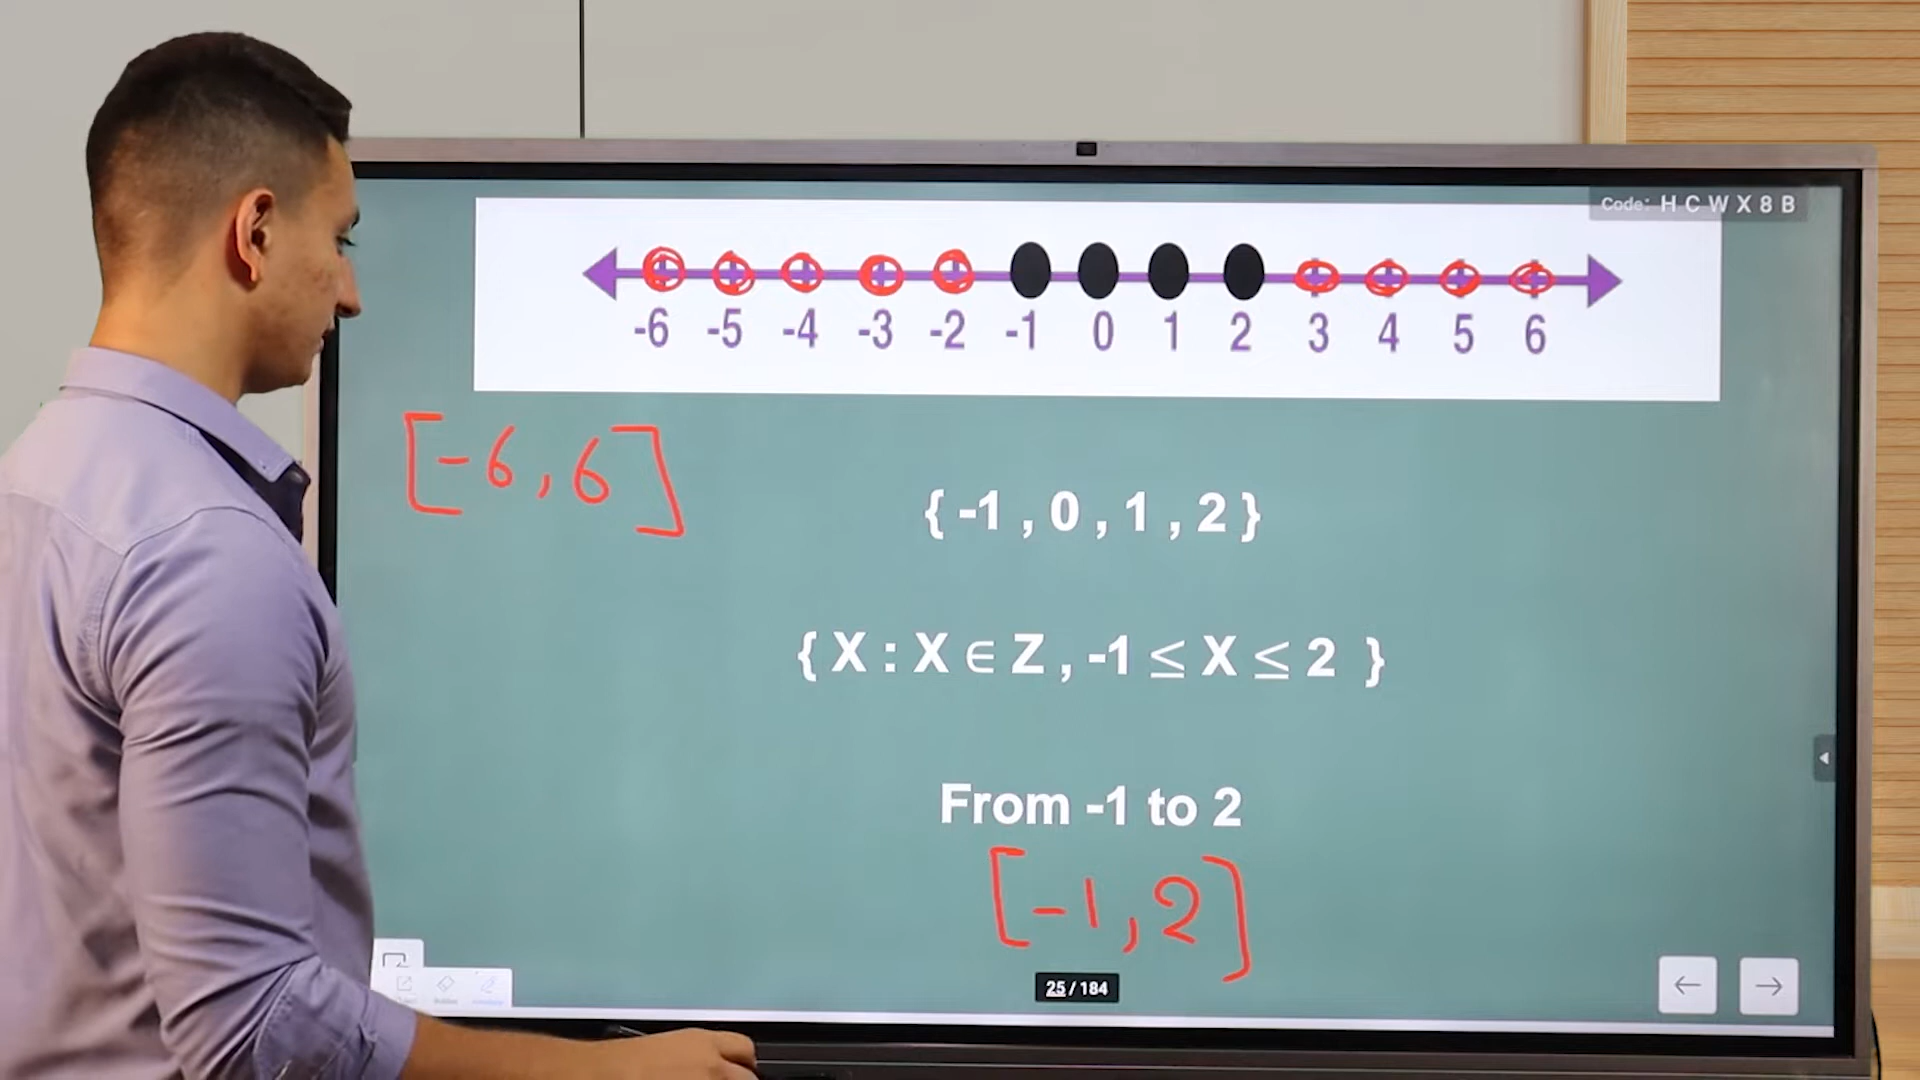 Code: H C W X 8 B
-6 -5 -4 -3 -2 -1 0 1 2 3 4 5 6
[-6,6]
{ -1 , 0 , 1 , 2 }
{ X : X ∈ Z , -1 ≤ X ≤ 2 }
From -1 to 2
[-1,2]
25 / 184